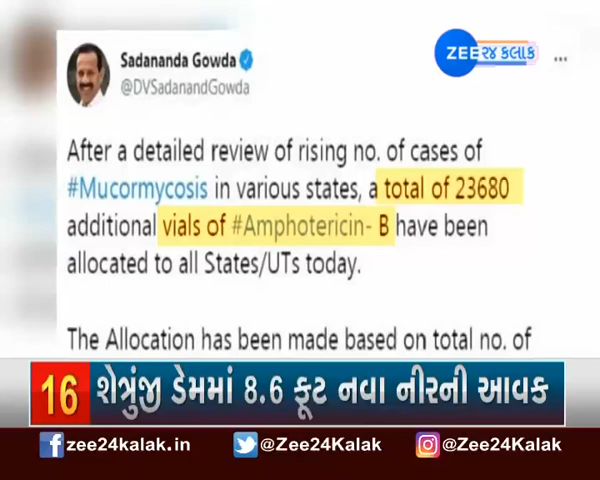 Sadananda Gowda
@DVSadanandGowda
ZEE ૨૪ કલાક
After a detailed review of rising no. of cases of
#Mucormycosis in various states, a total of 23680
additional vials of #Amphotericin- B have been
allocated to all States/UTs today.
The Allocation has been made based on total no. of
16 શેત્રુંજી ડેમમાં 8.6 ફૂટ નવા નીરની આવક
zee24kalak.in @Zee24Kalak @Zee24Kalak